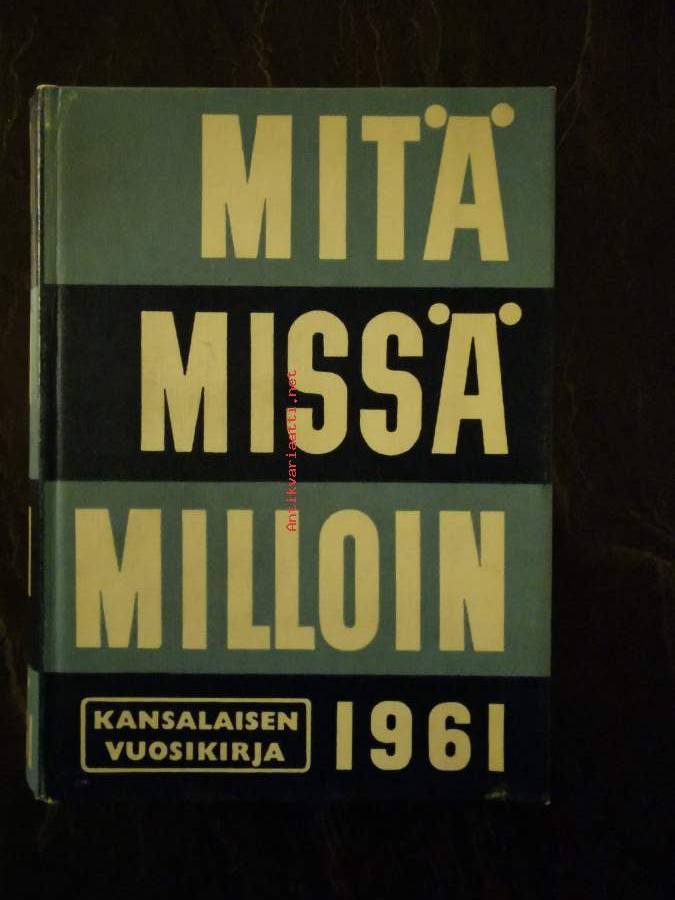 MITÄ
MISSÄ
MILLOIN
KANSALAISEN
VUOSIKIRJA
1961
Antikvariaatti.net